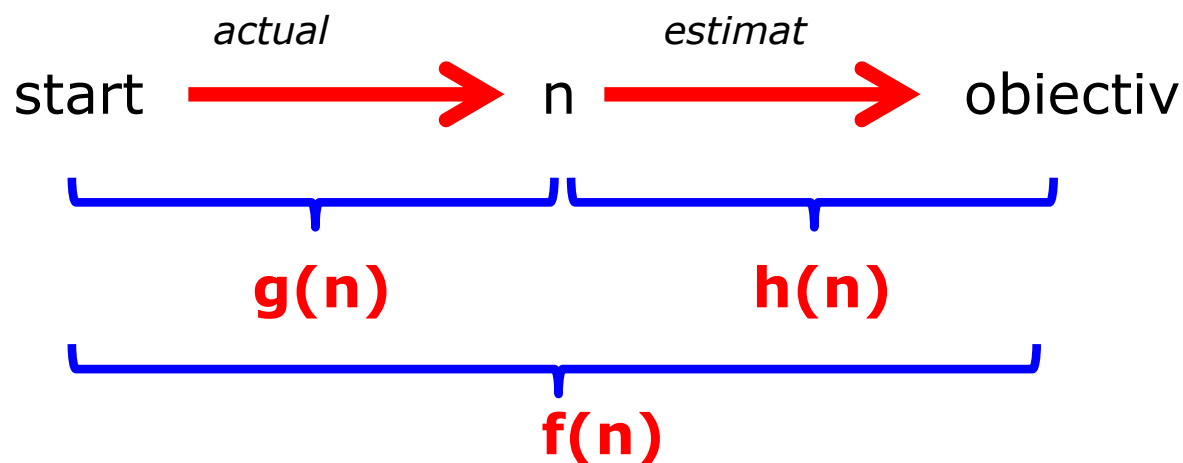 actual estimat
start n obiectiv
g(n) h(n)
f(n)